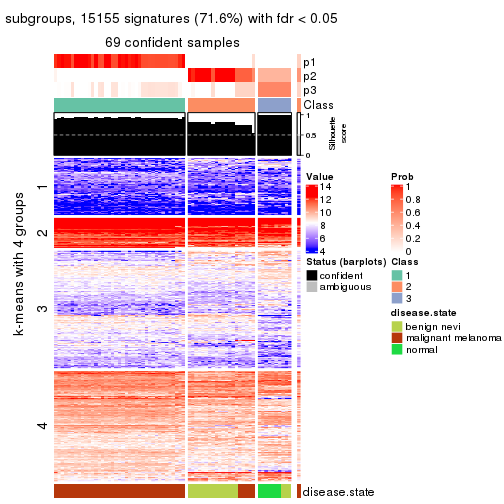 subgroups, 15155 signatures (71.6%) with fdr < 0.05
69 confident samples
p1
p2
p3
Class
1
0.5
0
Silhouette
score
k-means with 4 groups
1
2
3
4
disease.state
Value
14
12
10
8
6
4
Prob
1
0.8
0.6
0.4
0.2
0
Status (barplots)
confident
ambiguous
Class
1
2
3
disease.state
benign nevi
malignant melanoma
normal